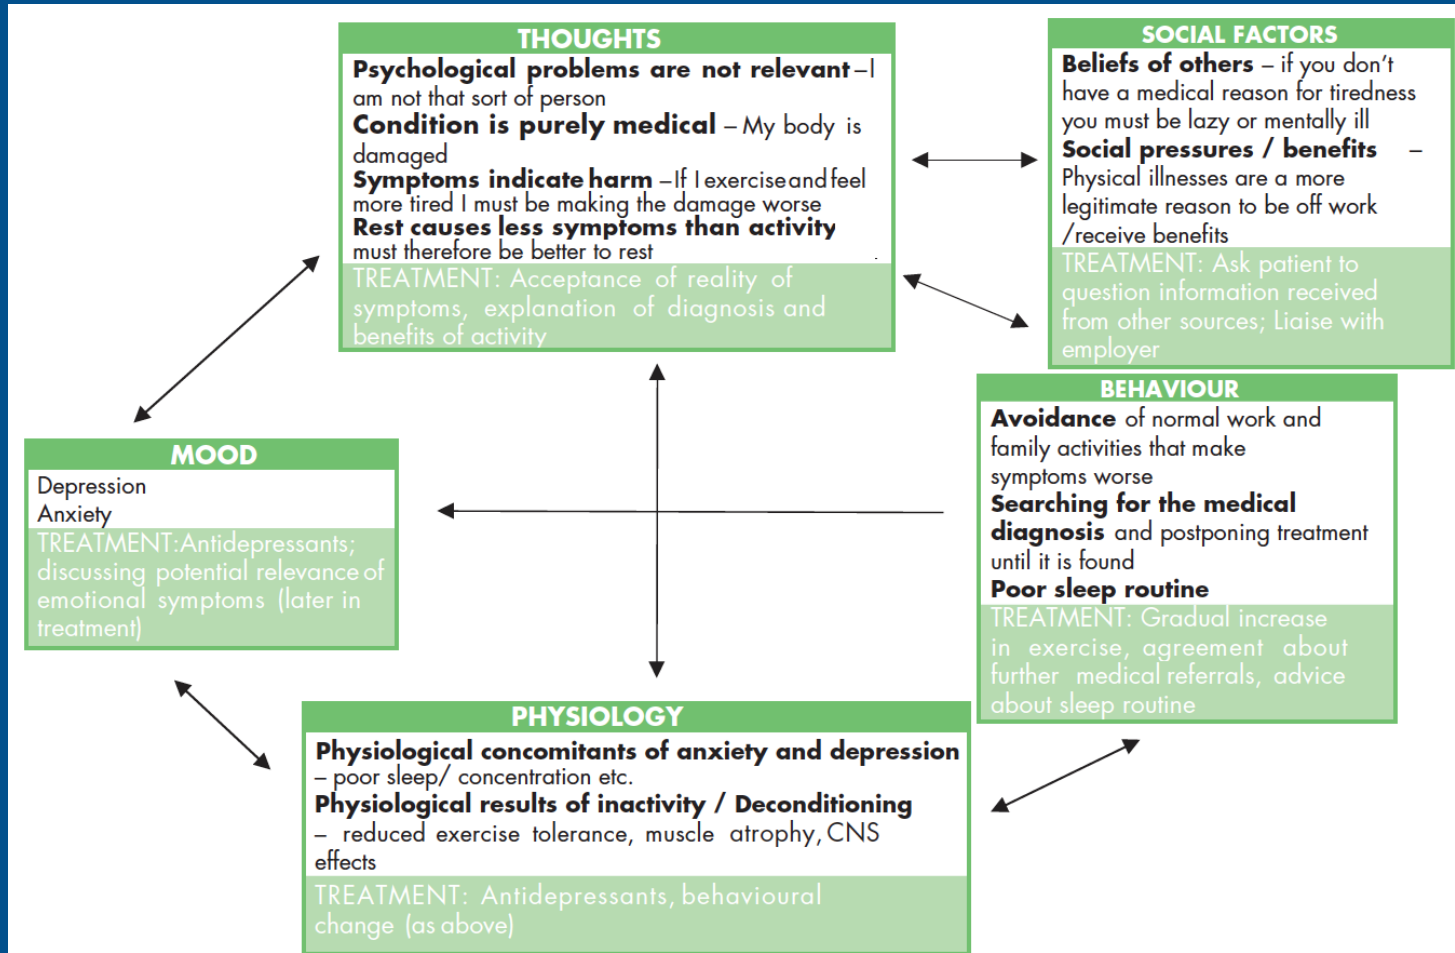 THOUGHTS
Psychological problems are not relevant – I
am not that sort of person
Condition is purely medical – My body is
damaged
Symptoms indicate harm – If I exercise and feel
more tired I must be making the damage worse
Rest causes less symptoms than activity
must therefore be better to rest
TREATMENT: Acceptance of reality of
symptoms, explanation of diagnosis and
benefits of activity
SOCIAL FACTORS
Beliefs of others – if you don't
have a medical reason for tiredness
you must be lazy or mentally ill
Social pressures / benefits –
Physical illnesses are a more
legitimate reason to be off work
/receive benefits
TREATMENT: Ask patient to
question information received
from other sources; Liaise with
employer
MOOD
Depression
Anxiety
TREATMENT:Antidepressants;
discussing potential relevance of
emotional symptoms (later in
treatment)
BEHAVIOUR
Avoidance of normal work and
family activities that make
symptoms worse
Searching for the medical
diagnosis and postponing treatment
until it is found
Poor sleep routine
TREATMENT: Gradual increase
in exercise, agreement about
further medical referrals, advice
about sleep routine
PHYSIOLOGY
Physiological concomitants of anxiety and depression
– poor sleep/ concentration etc.
Physiological results of inactivity / Deconditioning
– reduced exercise tolerance, muscle atrophy, CNS
effects
TREATMENT: Antidepressants, behavioural
change (as above)